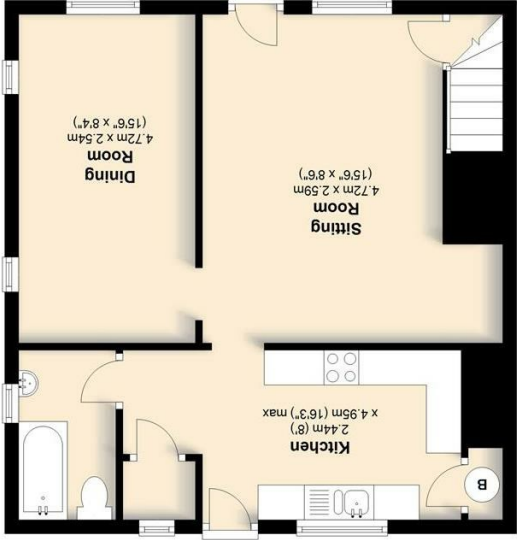 B
Kitchen
2.44m (8')
x 4.95m (16'3") max
Sitting
Room
4.72m x 2.59m
(15'6" x 8'6")
Dining
Room
4.72m x 2.54m
(15'6" x 8'4")